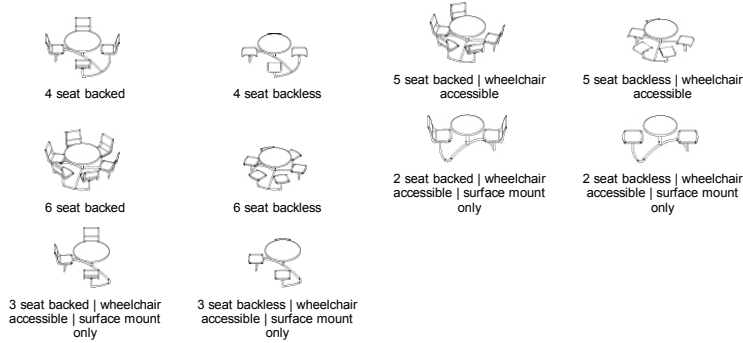 4 seat backed
4 seat backless
5 seat backed | wheelchair
accessible
5 seat backless | wheelchair
accessible
6 seat backed
6 seat backless
2 seat backed | wheelchair
accessible | surface mount
only
2 seat backless | wheelchair
accessible | surface mount
only
3 seat backed | wheelchair
accessible | surface mount
only
3 seat backless | wheelchair
accessible | surface mount
only